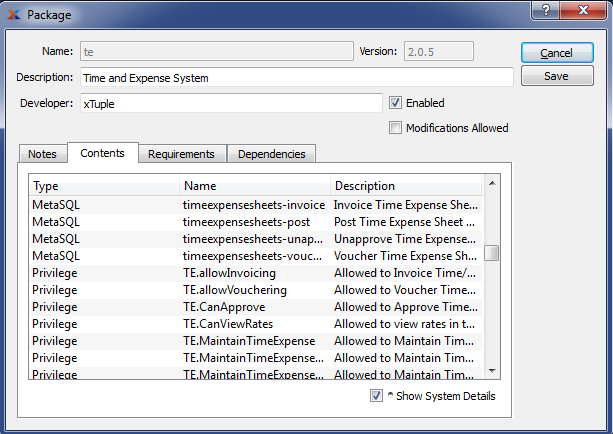 Package
Name: te Version: 2.0.5 Cancel
Description: Time and Expense System Save
Developer: xTuple Enabled
Modifications Allowed
Notes Contents Requirements Dependencies
Type Name Description
MetaSQL timeexpensesheets-invoice Invoice Time Expense She...
MetaSQL timeexpensesheets-post Post Time Expense Sheet ...
MetaSQL timeexpensesheets-unap... Unapprove Time Expense...
MetaSQL timeexpensesheets-vouc... Voucher Time Expense Sh...
Privilege TE.allowInvoicing Allowed to Invoice Time/...
Privilege TE.allowVouchering Allowed to Voucher Time...
Privilege TE.CanApprove Allowed to Approve Time...
Privilege TE.CanViewRates Allowed to view rates in t...
Privilege TE.MaintainTimeExpense Allowed to Maintain Tim...
Privilege TE.MaintainTimeExpense... Allowed to Maintain Tim...
Privilege TE.MaintainTimeExpense... Allowed to Maintain Tim...
^ Show System Details